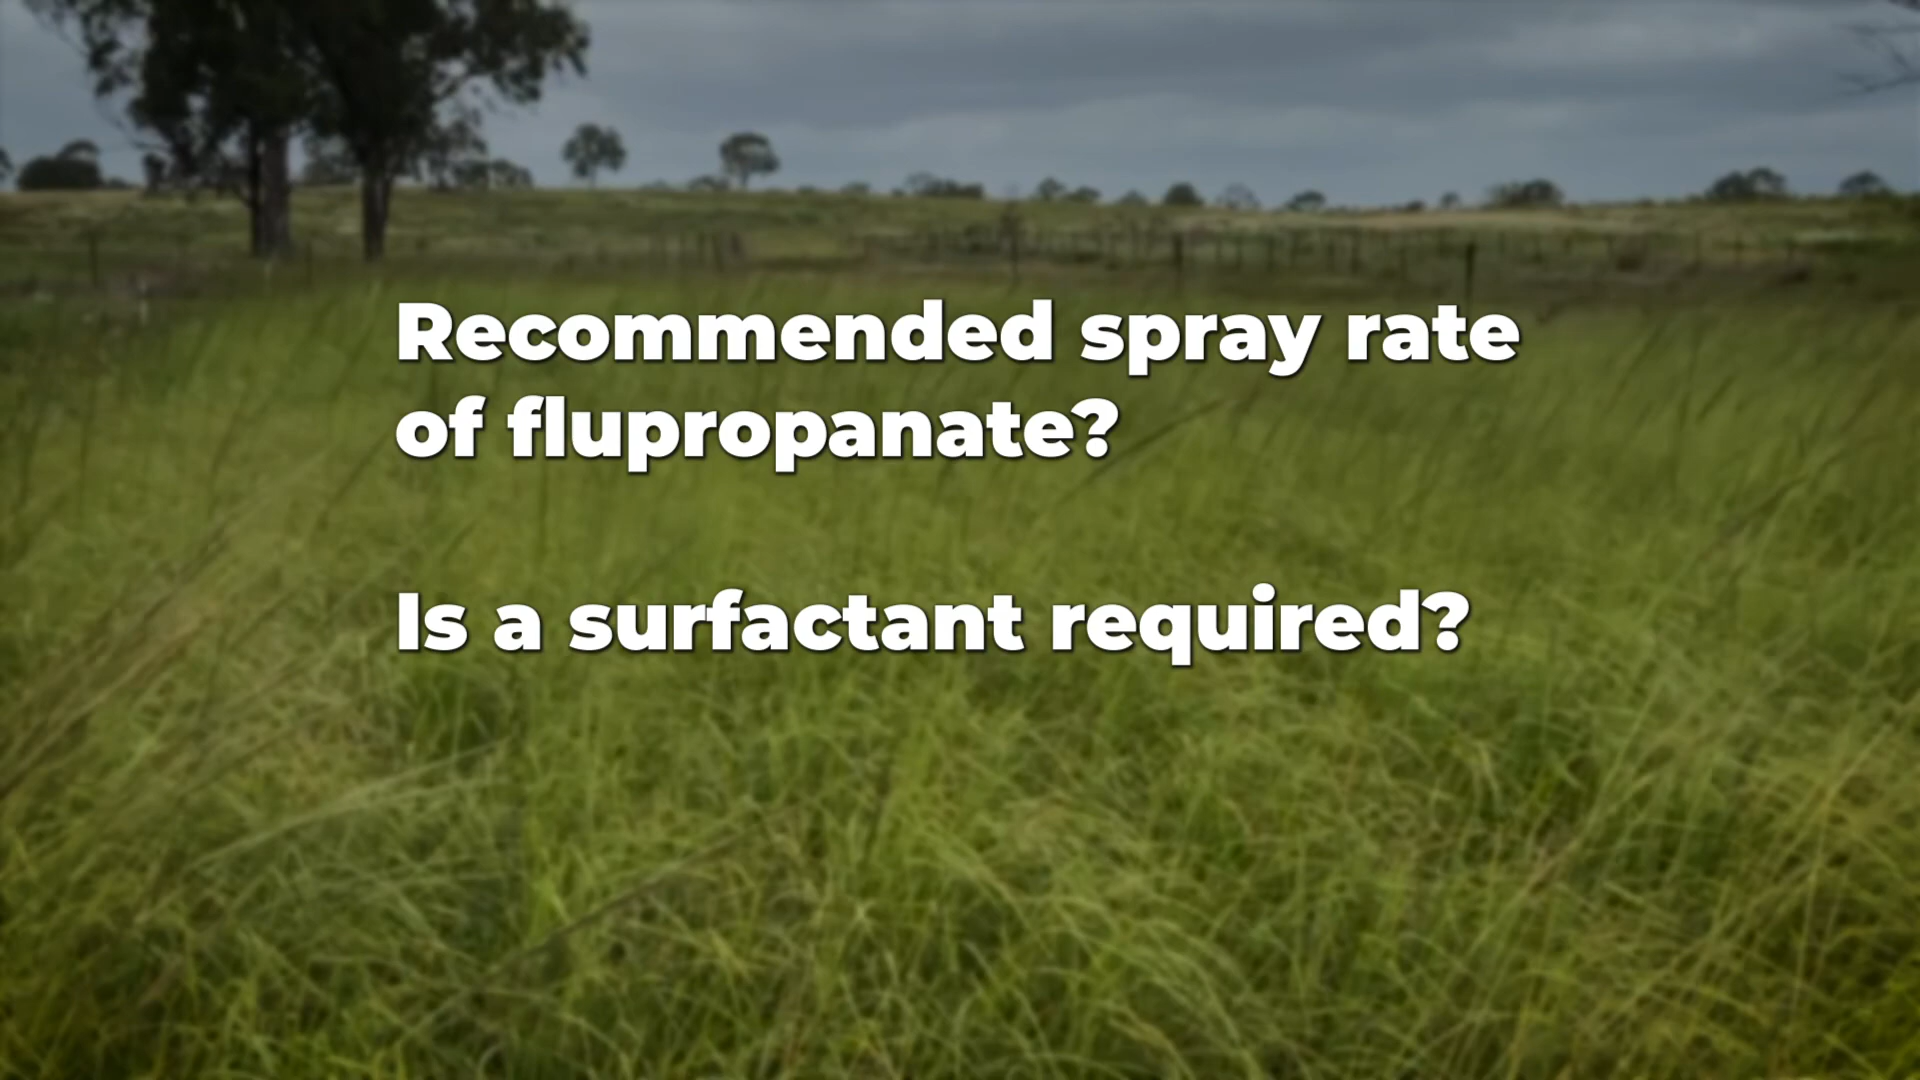 Recommended spray rate
of flupropanate?
Is a surfactant required?